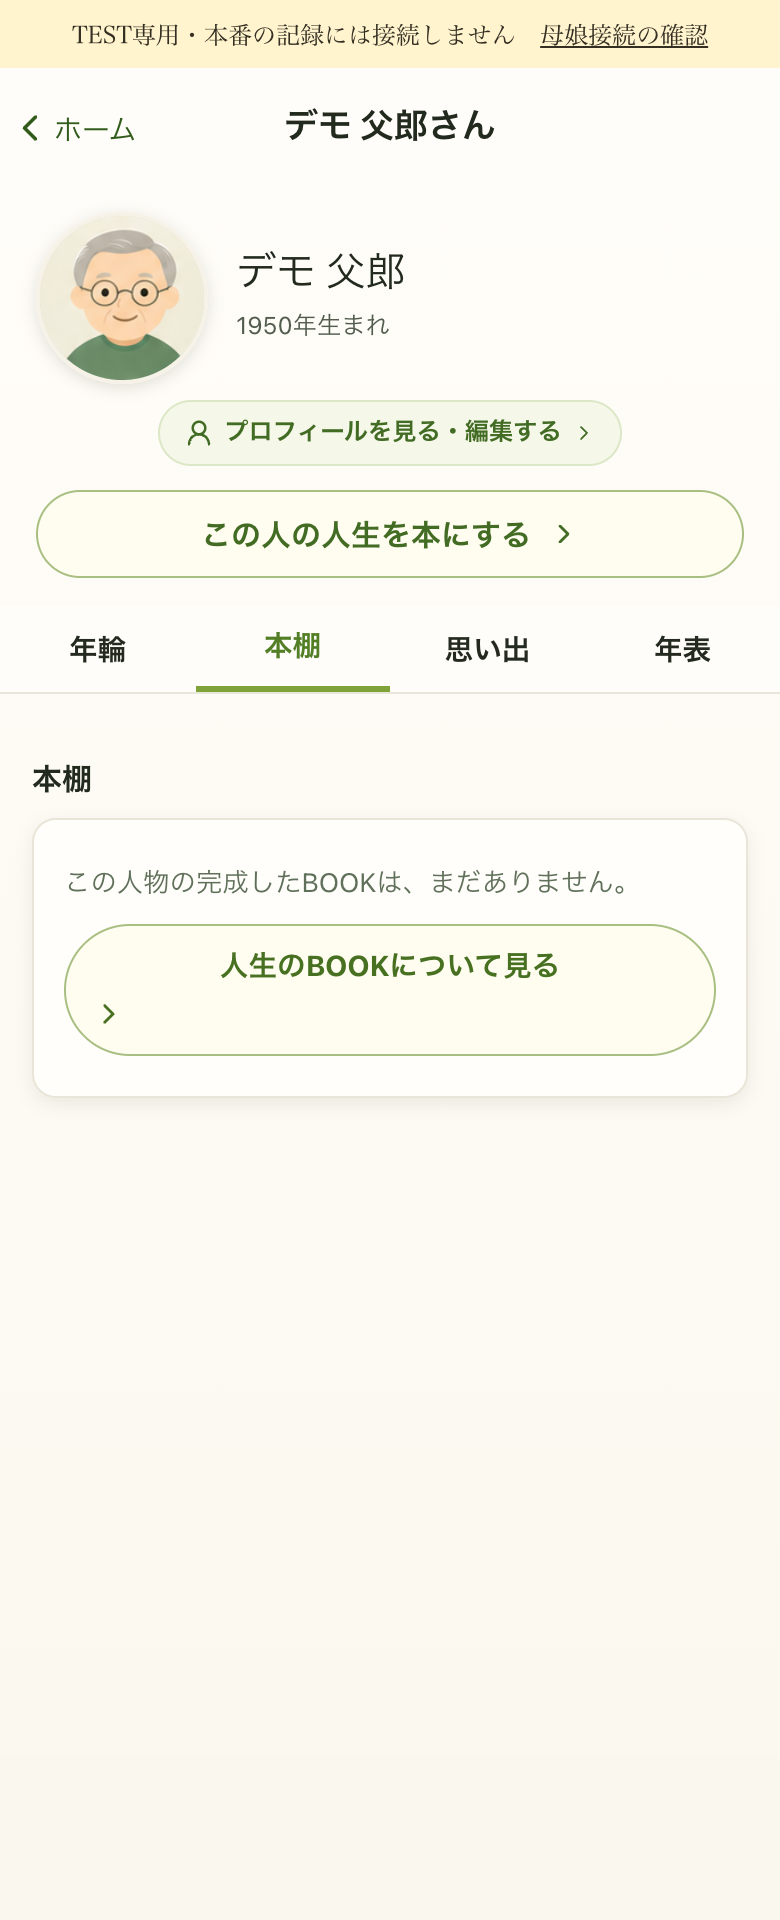 TEST専用・本番の記録には接続しません 母娘接続の確認
ホーム
デモ 父郎さん
デモ 父郎
1950年生まれ
プロフィールを見る・編集する
この人の人生を本にする
年輪 本棚 思い出 年表
本棚
この人物の完成したBOOKは、まだありません。
人生のBOOKについて見る